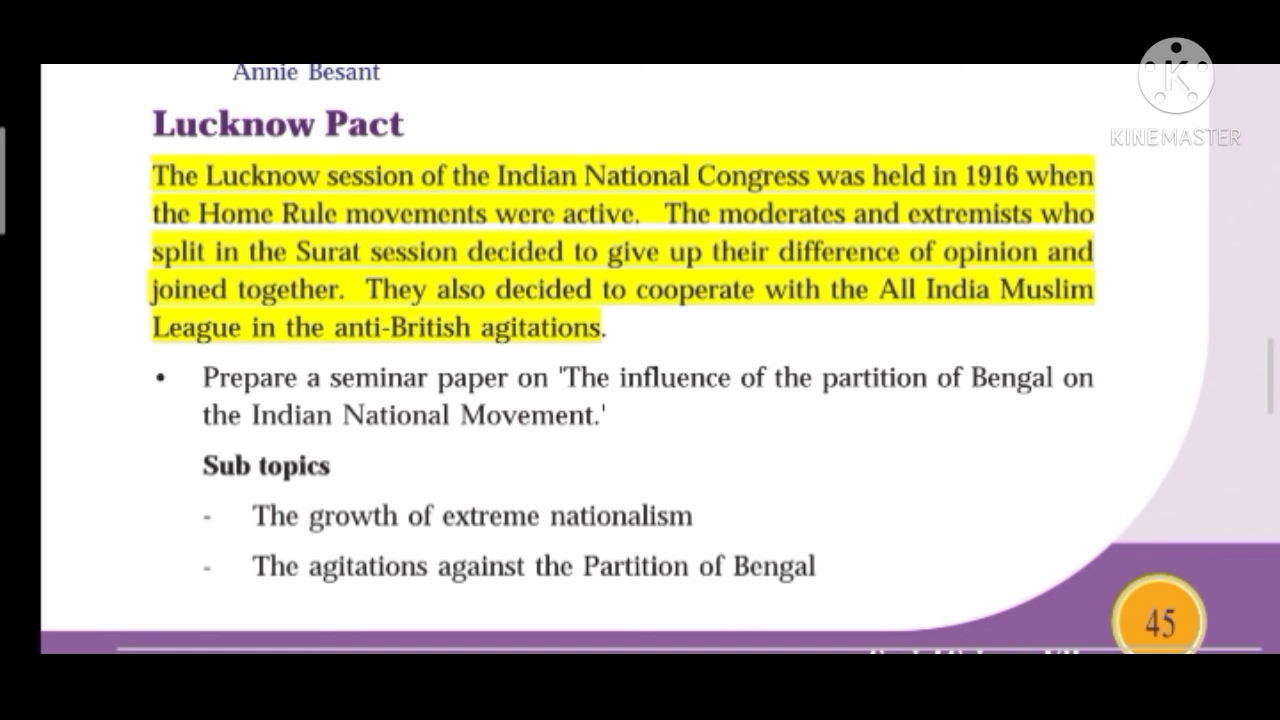 Annie Besant
K
KINEMASTER
Lucknow Pact
The Lucknow session of the Indian National Congress was held in 1916 when
the Home Rule movements were active. The moderates and extremists who
split in the Surat session decided to give up their difference of opinion and
joined together. They also decided to cooperate with the All India Muslim
League in the anti-British agitations.
• Prepare a seminar paper on 'The influence of the partition of Bengal on
the Indian National Movement.'
Sub topics
- The growth of extreme nationalism
- The agitations against the Partition of Bengal
45